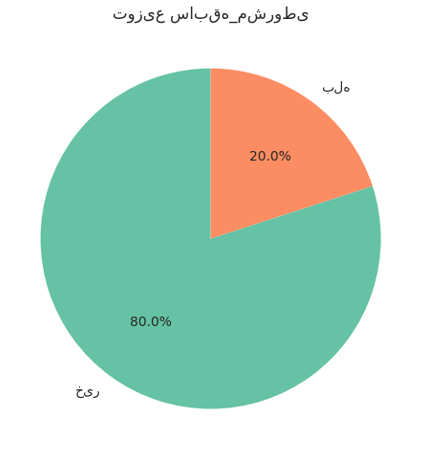 توزیع سابقه_مشروطی
بله
20.0%
80.0%
خیر